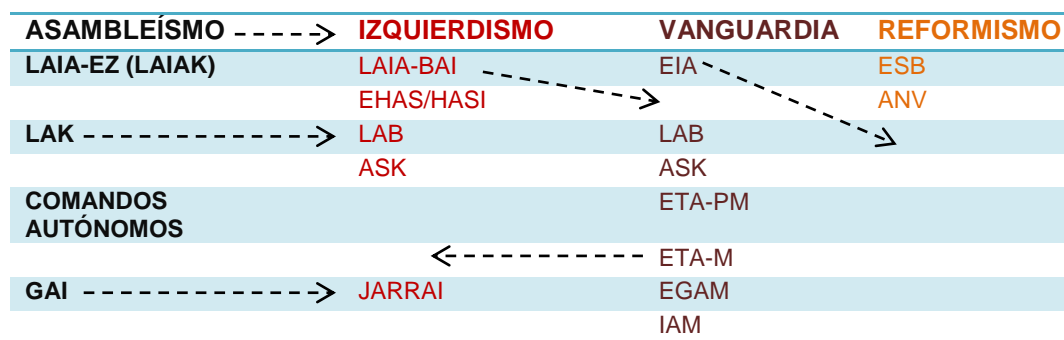 ASAMBLEÍSMO IZQUIERDISMO VANGUARDIA REFORMISMO
LAIA-EZ (LAIAK) LAIA-BAI EIA ESB
EHAS/HASI ANV
LAK LAB LAB
ASK ASK
COMANDOS ETA-PM
AUTÓNOMOS
ETA-M
GAI JARRAI EGAM
IAM